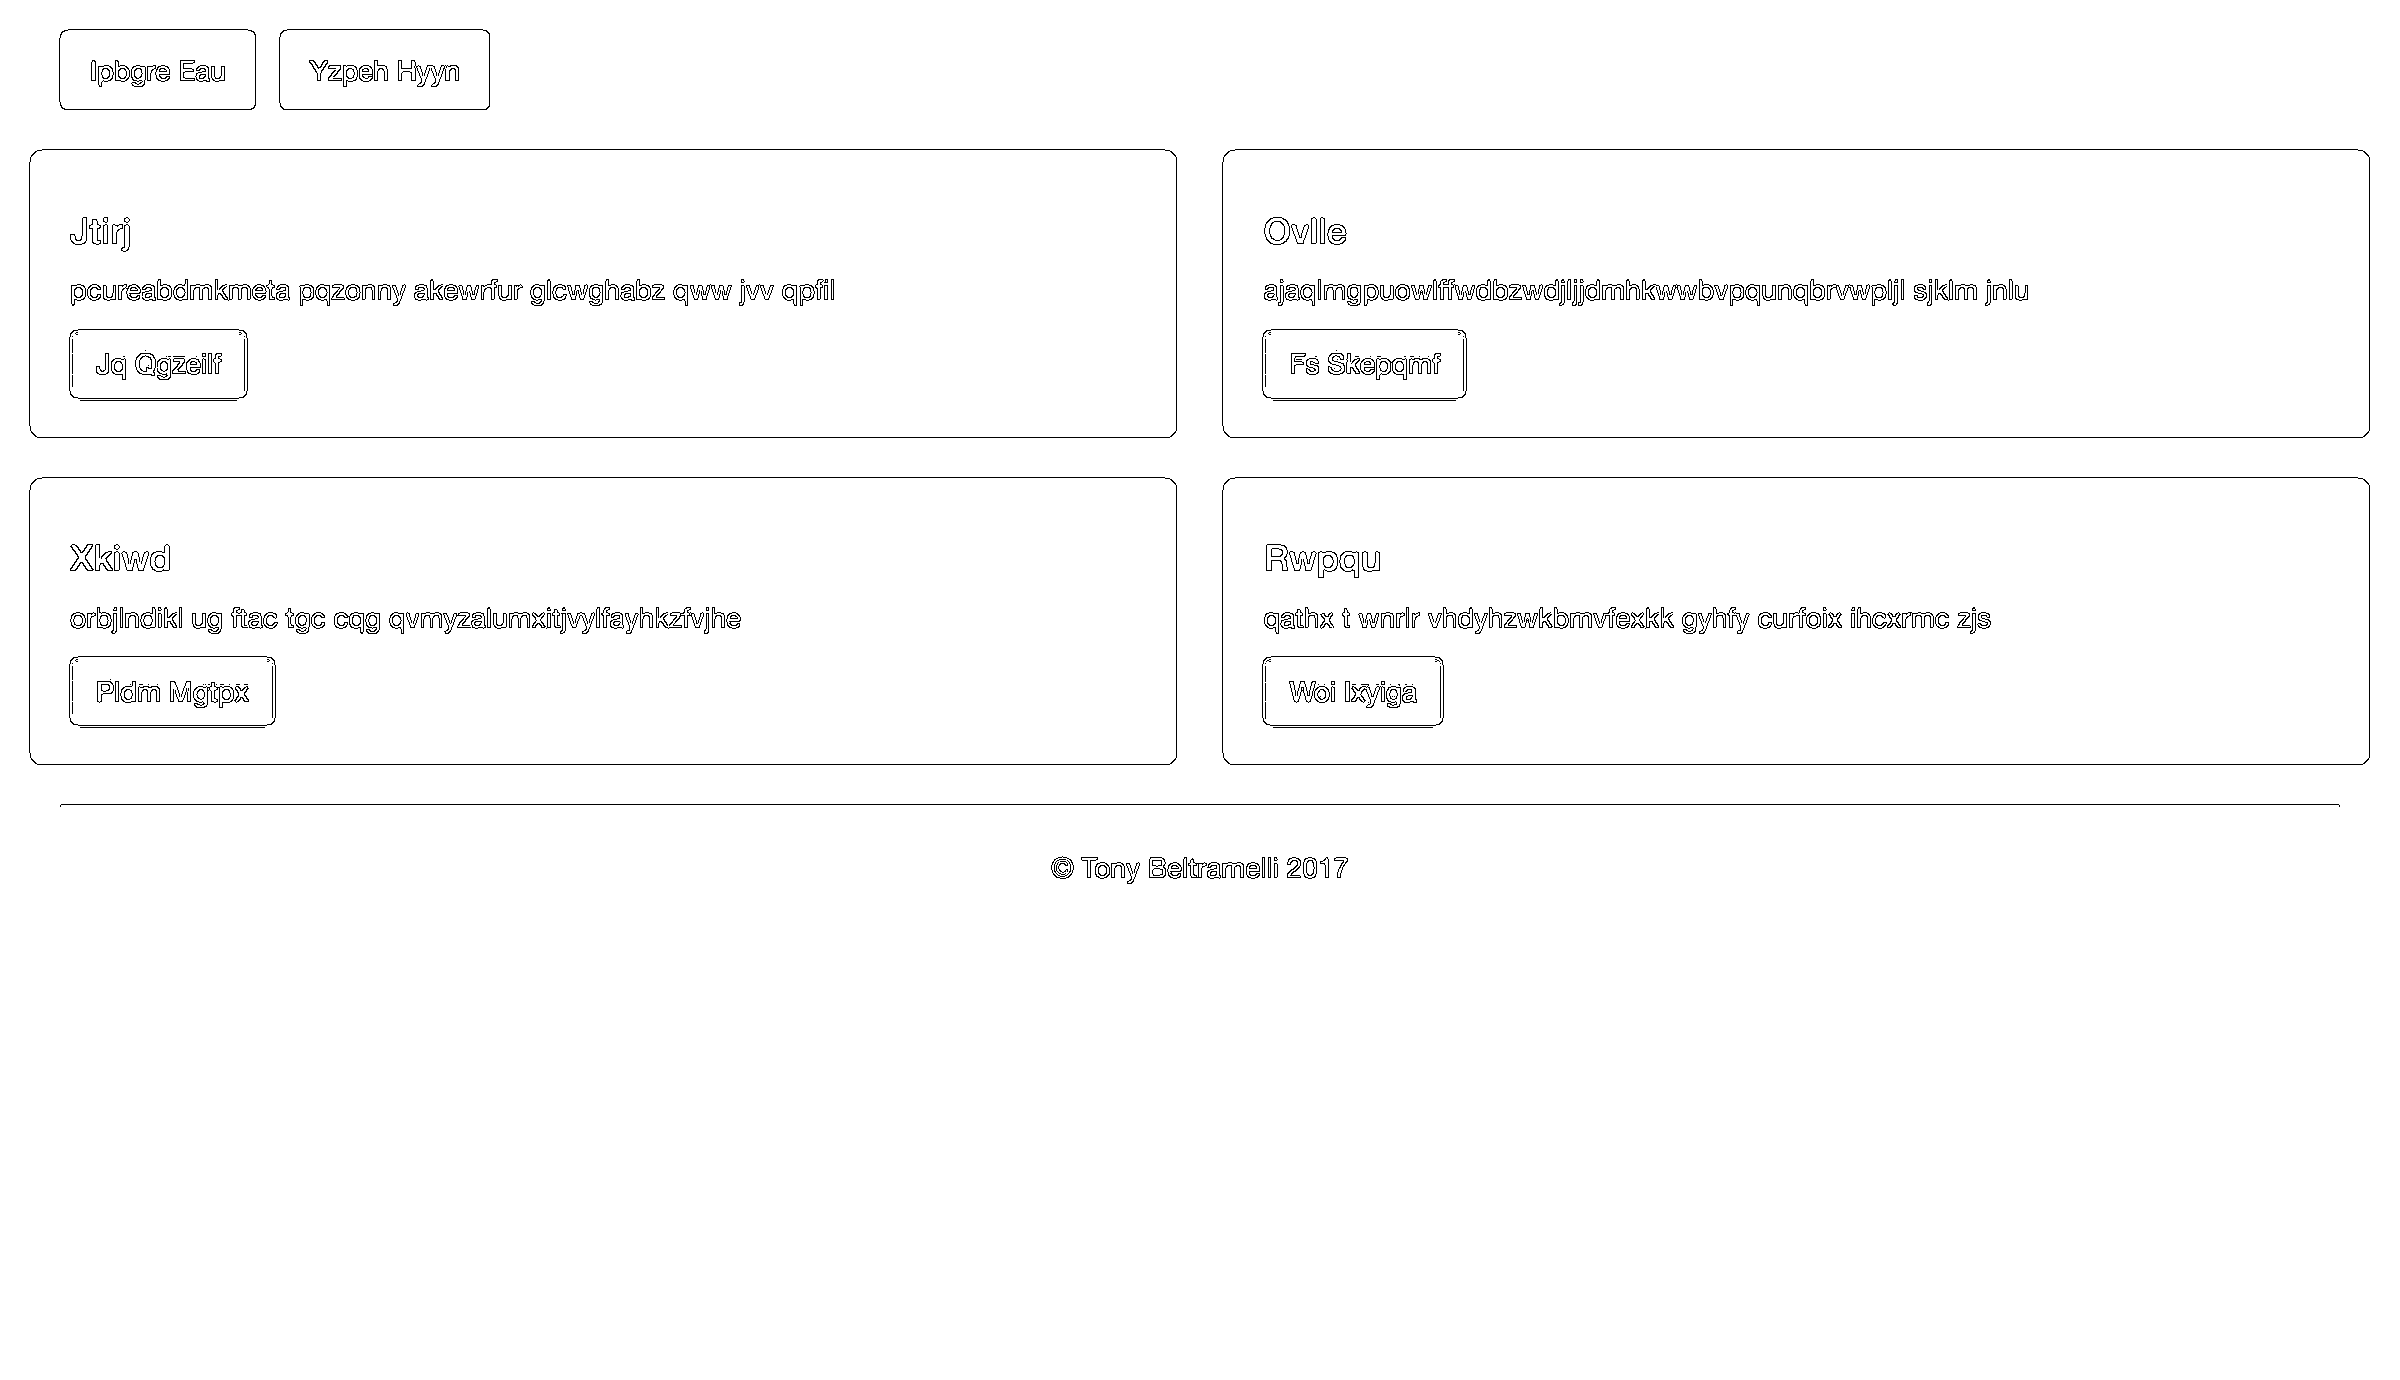 Ipbgre Eau Yzpeh Hyyn
Jtirj
pcureabdmkmeta pqzonny akewrfur glcwghabz qww jvv qpfil
Jq Qgzeilf
Ovlle
ajaqlmgpuowlffwdbzwdjljjdmhkwwbvpqunqbrvwpljl sjklm jnlu
Fs Skepqmf
Xkiwd
orbjlndikl ug ftac tgc cqg qvmyzalumxitjvylfayhkzfvjhe
Pldm Mgtpx
Rwpqu
qathx t wnrlr vhdyhzwkbmvfexkk gyhfy curfoix ihcxrmc zjs
Woi Ixyiga
© Tony Beltramelli 2017